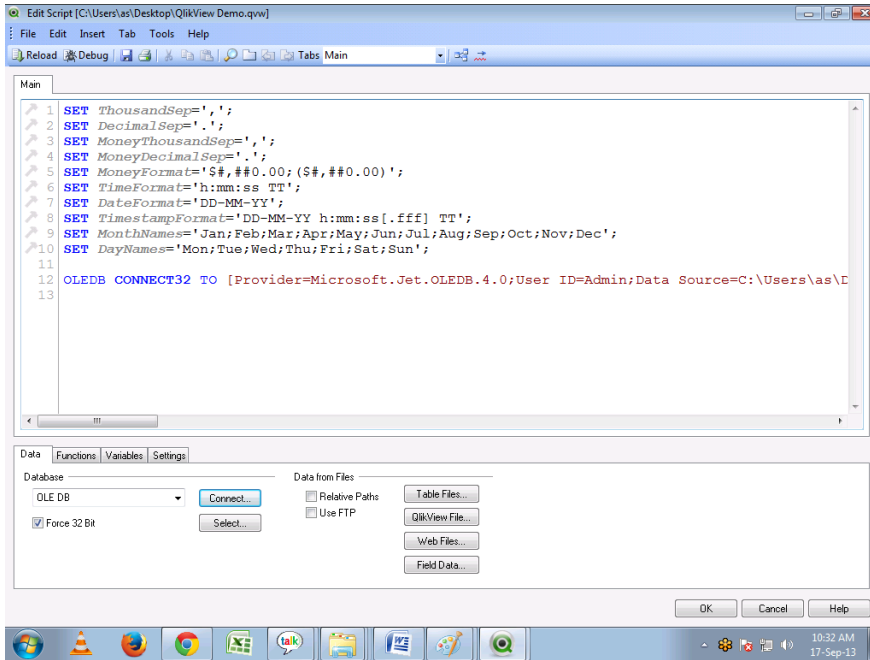 Edit Script [C:\Users\as\Desktop\QlikView Demo.qvw]
File Edit Insert Tab Tools Help
Reload Debug Tabs Main
Main
1 SET ThousandSep=',';
2 SET DecimalSep='.';
3 SET MoneyThousandSep=',';
4 SET MoneyDecimalSep='.';
5 SET MoneyFormat='$#,##0.00;($#,##0.00)';
6 SET TimeFormat='h:mm:ss TT';
7 SET DateFormat='DD-MM-YY';
8 SET TimestampFormat='DD-MM-YY h:mm:ss[.fff] TT';
9 SET MonthNames='Jan;Feb;Mar;Apr;May;Jun;Jul;Aug;Sep;Oct;Nov;Dec';
10 SET DayNames='Mon;Tue;Wed;Thu;Fri;Sat;Sun';
11
12 OLEDB CONNECT32 TO [Provider=Microsoft.Jet.OLEDB.4.0;User ID=Admin;Data Source=C:\Users\as\D
13
Data Functions Variables Settings
Database Data from Files
OLE DB Connect... Relative Paths Table Files...
Force 32 Bit Select... Use FTP QlikView File...
Web Files...
Field Data...
OK Cancel Help
talk
10:32 AM
17-Sep-13